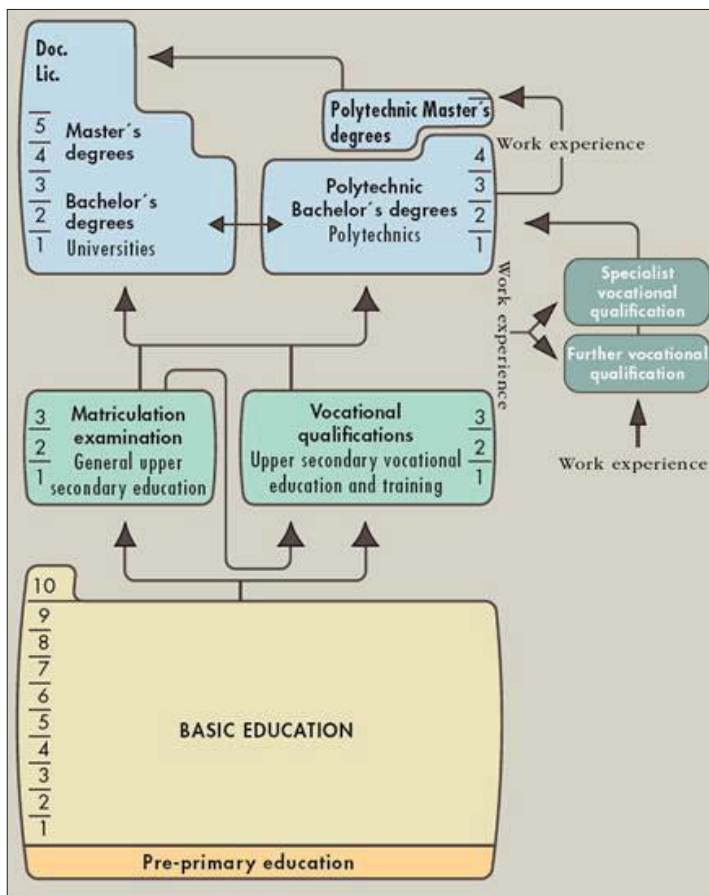 Doc.
Lic.
5
4
3
2
1
Master´s
degrees
Bachelor´s
degrees
Universities
Polytechnic Master´s
degrees
Work experience
Polytechnic
Bachelor´s degrees
Polytechnics
4
3
2
1
Work experience
Specialist
vocational
qualification
Further vocational
qualification
Work experience
3
2
1
Matriculation
examination
General upper
secondary education
Vocational
qualifications
Upper secondary vocational
education and training
3
2
1
10
9
8
7
6
5
4
3
2
1
BASIC EDUCATION
Pre-primary education